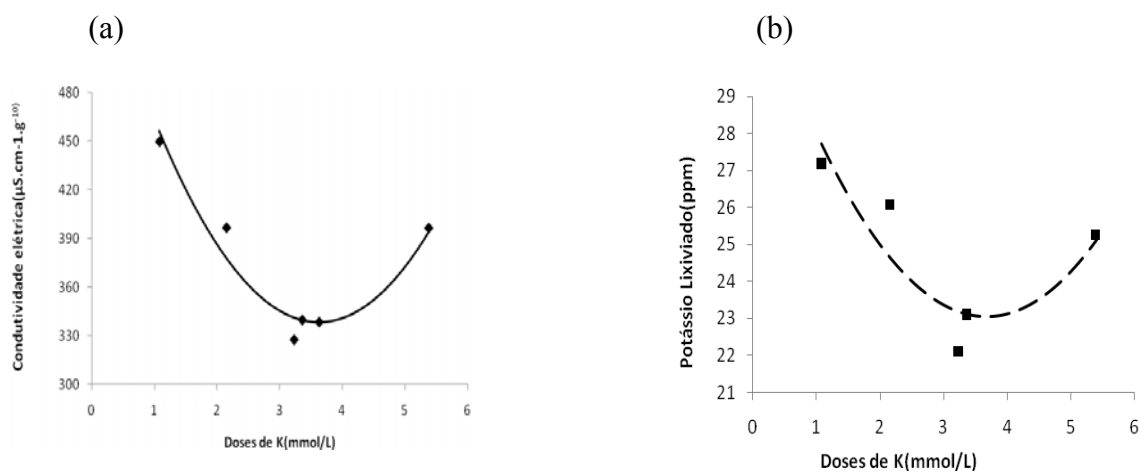 (a)
(b)
Condutividade elétrica(µS.cm-1.g⁻¹⁰)
480
450
420
390
360
330
300
0 1 2 3 4 5 6
Doses de K(mmol/L)
Potássio Lixiviado(ppm)
29
28
27
26
25
24
23
22
21
0 1 2 3 4 5 6
Doses de K(mmol/L)